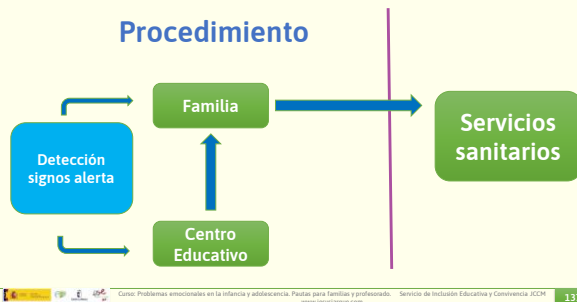 Procedimiento
Familia
Servicios
sanitarios
Detección
signos alerta
Centro
Educativo
Curso: Problemas emocionales en la infancia y adolescencia. Pautas para familias y profesorado. Servicio de Inclusión Educativa y Convivencia JCCM
13